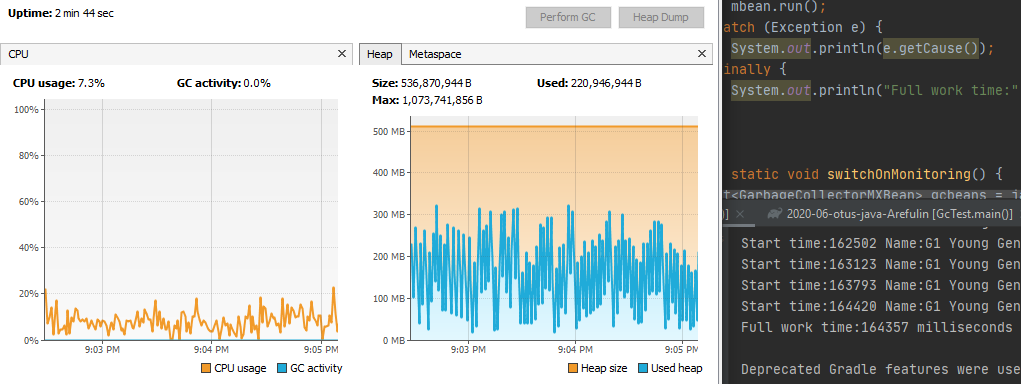 Uptime: 2 min 44 sec
Perform GC
Heap Dump
CPU
CPU usage: 7.3%
GC activity: 0.0%
100%
80%
60%
40%
20%
0%
9:03 PM
9:04 PM
9:05 PM
CPU usage
GC activity
Heap
Metaspace
Size: 536,870,944 B
Used: 220,946,944 B
Max: 1,073,741,856 B
500 MB
400 MB
300 MB
200 MB
100 MB
0 MB
9:03 PM
9:04 PM
9:05 PM
Heap size
Used heap
mbean.run();
atch (Exception e) {
System.out.println(e.getCause());
inally {
System.out.println("Full work time:"
static void switchOnMonitoring() {
t<GarbageCollectorMXBean> gcbeans = j
2020-06-otus-java-Arefulin [GcTest.main()]
Start time:162502 Name:G1 Young Gen
Start time:163123 Name:G1 Young Gen
Start time:163793 Name:G1 Young Gen
Start time:164420 Name:G1 Young Gen
Full work time:164357 milliseconds
Deprecated Gradle features were use